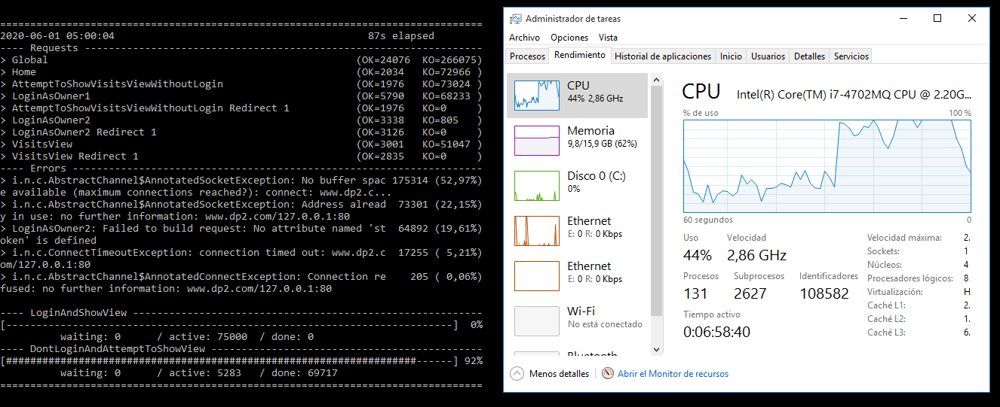 ================================================================================
2020-06-01 05:00:04                                          87s elapsed
---- Requests ------------------------------------------------------------------
> Global                                                   (OK=24076  KO=266075)
> Home                                                     (OK=2034   KO=72966 )
> AttemptToShowVisitsViewWithoutLogin                      (OK=1976   KO=73024 )
> LoginAsOwner1                                            (OK=5790   KO=68233 )
> AttemptToShowVisitsViewWithoutLogin Redirect 1           (OK=1976   KO=0     )
> LoginAsOwner2                                            (OK=3338   KO=805   )
> LoginAsOwner2 Redirect 1                                 (OK=3126   KO=0     )
> VisitsView                                               (OK=3001   KO=51047 )
> VisitsView Redirect 1                                    (OK=2835   KO=0     )
---- Errors --------------------------------------------------------------------
> i.n.c.AbstractChannel$AnnotatedSocketException: No buffer spac 175314 (52,97%)
e available (maximum connections reached?): connect: www.dp2.c...
> i.n.c.AbstractChannel$AnnotatedSocketException: Address alread  73301 (22,15%)
y in use: no further information: www.dp2.com/127.0.0.1:80
> LoginAsOwner2: Failed to build request: No attribute named 'st  64892 (19,61%)
oken' is defined
> i.n.c.ConnectTimeoutException: connection timed out: www.dp2.c  17255 ( 5,21%)
om/127.0.0.1:80
> i.n.c.AbstractChannel$AnnotatedConnectException: Connection re    205 ( 0,06%)
fused: no further information: www.dp2.com/127.0.0.1:80
---- LoginAndShowView ----------------------------------------------------------
[--------------------------------------------------------------------------]  0%
          waiting: 0      / active: 75000  / done: 0
---- DontLoginAndAttemptToShowView ---------------------------------------------
[####################################################################------] 92%
          waiting: 0      / active: 5283   / done: 69717
================================================================================
Administrador de tareas
Archivo Opciones Vista
Procesos Rendimiento Historial de aplicaciones Inicio Usuarios Detalles Servicios
CPU
44% 2,86 GHz
Memoria
9,8/15,9 GB (62%)
Disco 0 (C:)
0%
Ethernet
E: 0 R: 0 Kbps
Ethernet
E: 0 R: 0 Kbps
Wi-Fi
No está conectado
Bluetooth
CPU Intel(R) Core(TM) i7-4702MQ CPU @ 2.20G...
% de uso 100 %
60 segundos 0
Uso Velocidad
44% 2,86 GHz
Procesos Subprocesos Identificadores
131 2627 108582
Tiempo activo
0:06:58:40
Velocidad máxima: 2.
Sockets: 1
Núcleos: 4
Procesadores lógicos: 8
Virtualización: H
Caché L1: 2.
Caché L2: 1.
Caché L3: 6.
Menos detalles Abrir el Monitor de recursos